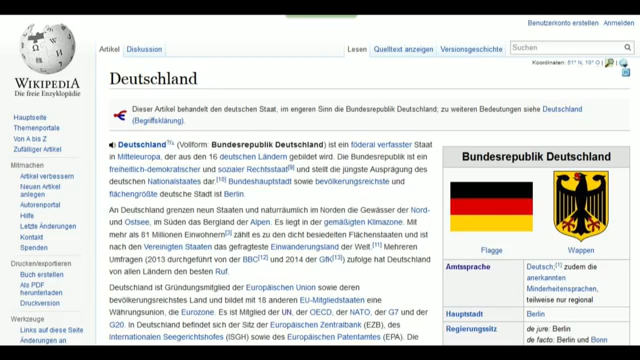 Benutzerkonto erstellen Anmelden
Artikel Diskussion Lesen Quelltext anzeigen Versionsgeschichte Suchen
WIKIPEDIA
Die freie Enzyklopädie
Hauptseite
Themenportale
Von A bis Z
Zufälliger Artikel
Mitmachen
Artikel verbessern
Neuen Artikel
anlegen
Autorenportal
Hilfe
Letzte Änderungen
Kontakt
Spenden
Drucken/exportieren
Buch erstellen
Als PDF
herunterladen
Druckversion
Werkzeuge
Links auf diese Seite
Änderungen an
Koordinaten: 51° N, 10° O
Deutschland
Dieser Artikel behandelt den deutschen Staat, im engeren Sinn die Bundesrepublik Deutschland; zu weiteren Bedeutungen siehe Deutschland
(Begriffsklärung).
Deutschland (Vollform: Bundesrepublik Deutschland) ist ein föderal verfasster Staat
in Mitteleuropa, der aus den 16 deutschen Ländern gebildet wird. Die Bundesrepublik ist ein
freiheitlich-demokratischer und sozialer Rechtsstaat[9] und stellt die jüngste Ausprägung des
deutschen Nationalstaates dar.[10] Bundeshauptstadt sowie bevölkerungsreichste und
flächengrößte deutsche Stadt ist Berlin.
An Deutschland grenzen neun Staaten und naturräumlich im Norden die Gewässer der Nord-
und Ostsee, im Süden das Bergland der Alpen. Es liegt in der gemäßigten Klimazone. Mit
mehr als 81 Millionen Einwohnern[3] zählt es zu den dicht besiedelten Flächenstaaten und ist
nach den Vereinigten Staaten das gefragteste Einwanderungsland der Welt.[11] Mehreren
Umfragen (2013 durchgeführt von der BBC[12] und 2014 der GfK[13]) zufolge hat Deutschland
von allen Ländern den besten Ruf.
Deutschland ist Gründungsmitglied der Europäischen Union sowie deren
bevölkerungsreichstes Land und bildet mit 18 anderen EU-Mitgliedstaaten eine
Währungsunion, die Eurozone. Es ist Mitglied der UN, der OECD, der NATO, der G7 und der
G20. In Deutschland befindet sich der Sitz der Europäischen Zentralbank (EZB), des
Internationalen Seegerichtshofes (ISGH) sowie des Europäischen Patentamtes (EPA). Die
Bundesrepublik Deutschland
Flagge Wappen
Amtssprache Deutsch,[1] zudem die
anerkannten
Minderheitensprachen,
teilweise nur regional
Hauptstadt Berlin
Regierungssitz de jure: Berlin
de facto: Berlin und Bonn